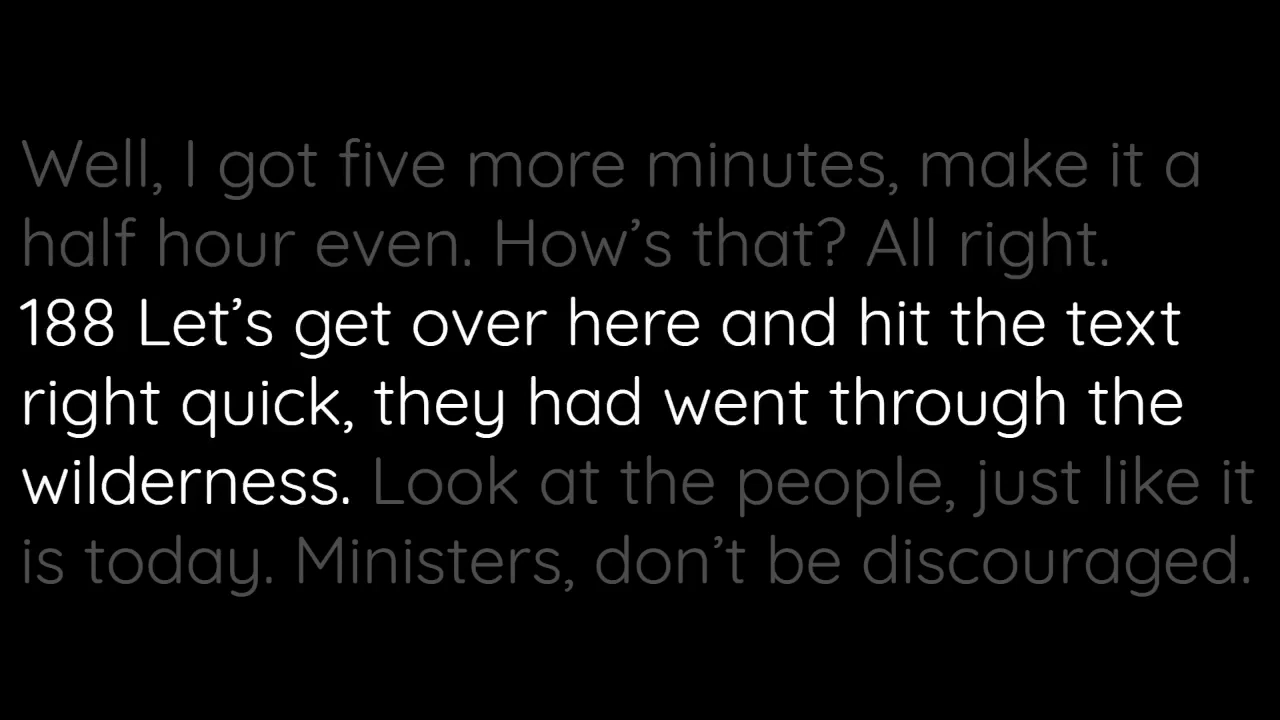 Well, I got five more minutes, make it a
half hour even. How’s that? All right.
188 Let’s get over here and hit the text
right quick, they had went through the
wilderness. Look at the people, just like it
is today. Ministers, don’t be discouraged.